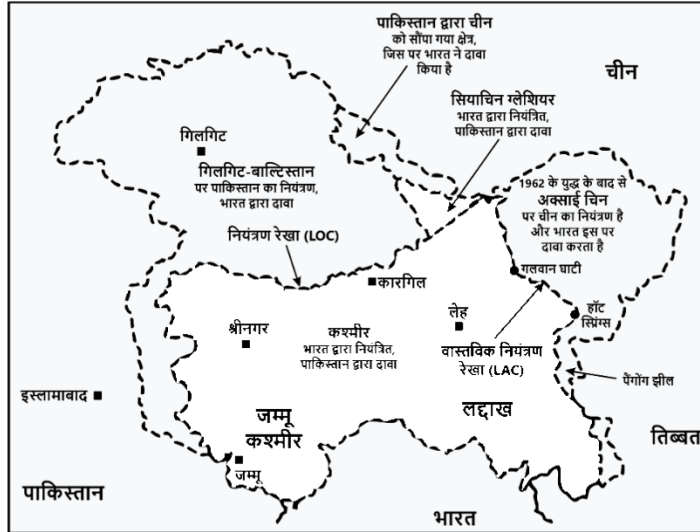 पाकिस्तान द्वारा चीन
को सौंपा गया क्षेत्र,
जिस पर भारत ने दावा
किया है
चीन
सियाचिन ग्लेशियर
भारत द्वारा नियंत्रित,
पाकिस्तान द्वारा दावा
गिलगिट
गिलगिट-बाल्टिस्तान
पर पाकिस्तान का नियंत्रण,
भारत द्वारा दावा
1962 के युद्ध के बाद से
अक्साई चिन
पर चीन का नियंत्रण है
और भारत इस पर
दावा करता है
नियंत्रण रेखा (LOC)
गलवान घाटी
कारगिल
हॉट
स्प्रिंग्स
लेह
श्रीनगर
कश्मीर
भारत द्वारा नियंत्रित,
पाकिस्तान द्वारा दावा
वास्तविक नियंत्रण
रेखा (LAC)
पैंगोंग झील
इस्लामाबाद
जम्मू
कश्मीर
लद्दाख
तिब्बत
जम्मू
पाकिस्तान
भारत